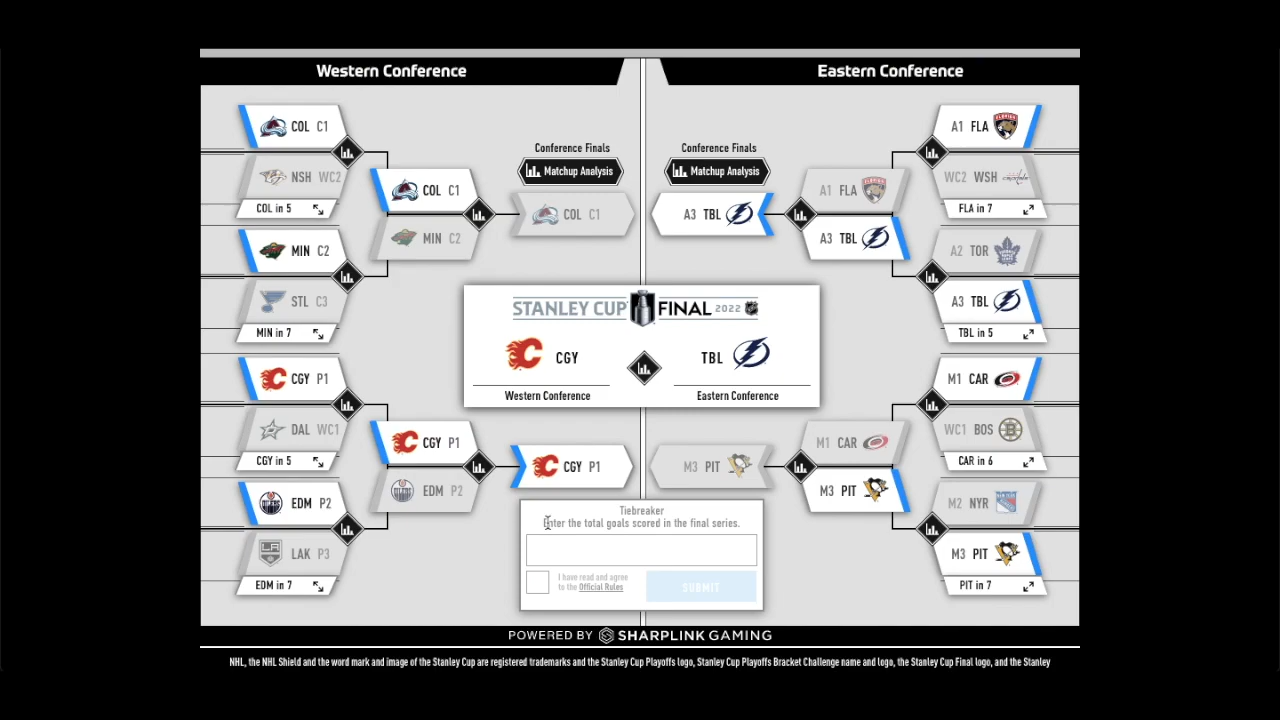 Western Conference
Eastern Conference
COL C1
NSH WC2
COL in 5
MIN C2
STL C3
MIN in 7
CGY P1
DAL WC1
CGY in 5
EDM P2
LAK P3
EDM in 7
COL C1
MIN C2
CGY P1
EDM P2
Conference Finals
Matchup Analysis
COL C1
CGY P1
Conference Finals
Matchup Analysis
A3 TBL
M3 PIT
A1 FLA
A3 TBL
M1 CAR
M3 PIT
A1 FLA
WC2 WSH
FLA in 7
A2 TOR
A3 TBL
TBL in 5
M1 CAR
WC1 BOS
CAR in 6
M2 NYR
M3 PIT
PIT in 7
STANLEY CUP FINAL 2022
CGY
TBL
Western Conference
Eastern Conference
Tiebreaker
Enter the total goals scored in the final series.
I have read and agree
to the Official Rules
SUBMIT
POWERED BY SHARPLINK GAMING
NHL, the NHL Shield and the word mark and image of the Stanley Cup are registered trademarks and the Stanley Cup Playoffs logo, Stanley Cup Playoffs Bracket Challenge name and logo, the Stanley Cup Final logo, and the Stanley